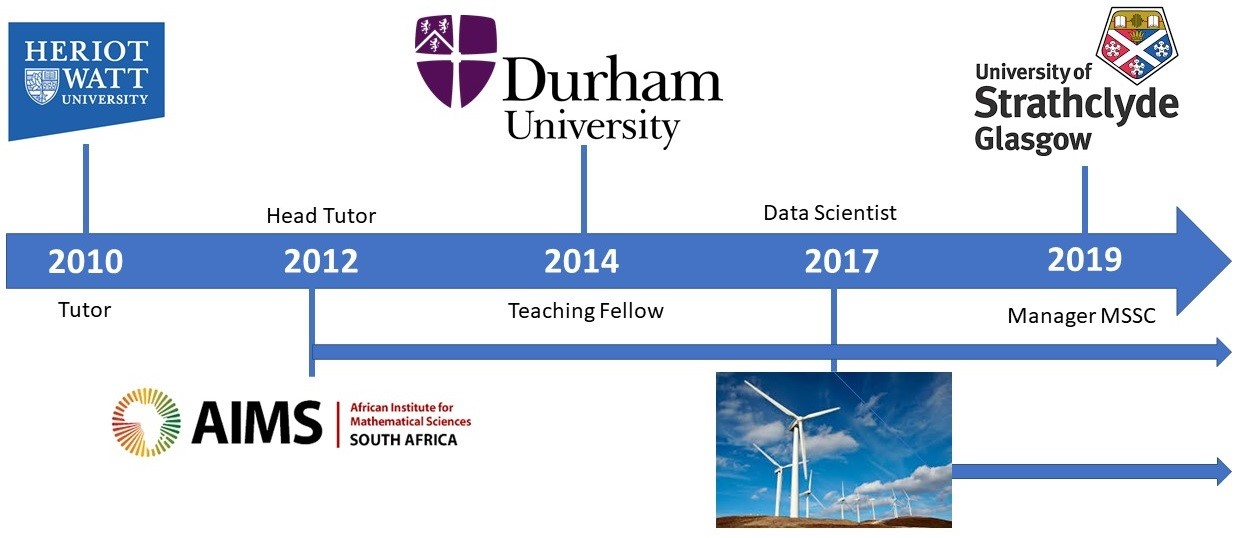 HERIOT
WATT
UNIVERSITY
Durham
University
University of
Strathclyde
Glasgow
Head Tutor
Data Scientist
2010
2012
2014
2017
2019
Tutor
Teaching Fellow
Manager MSSC
AIMS
African Institute for
Mathematical Sciences
SOUTH AFRICA